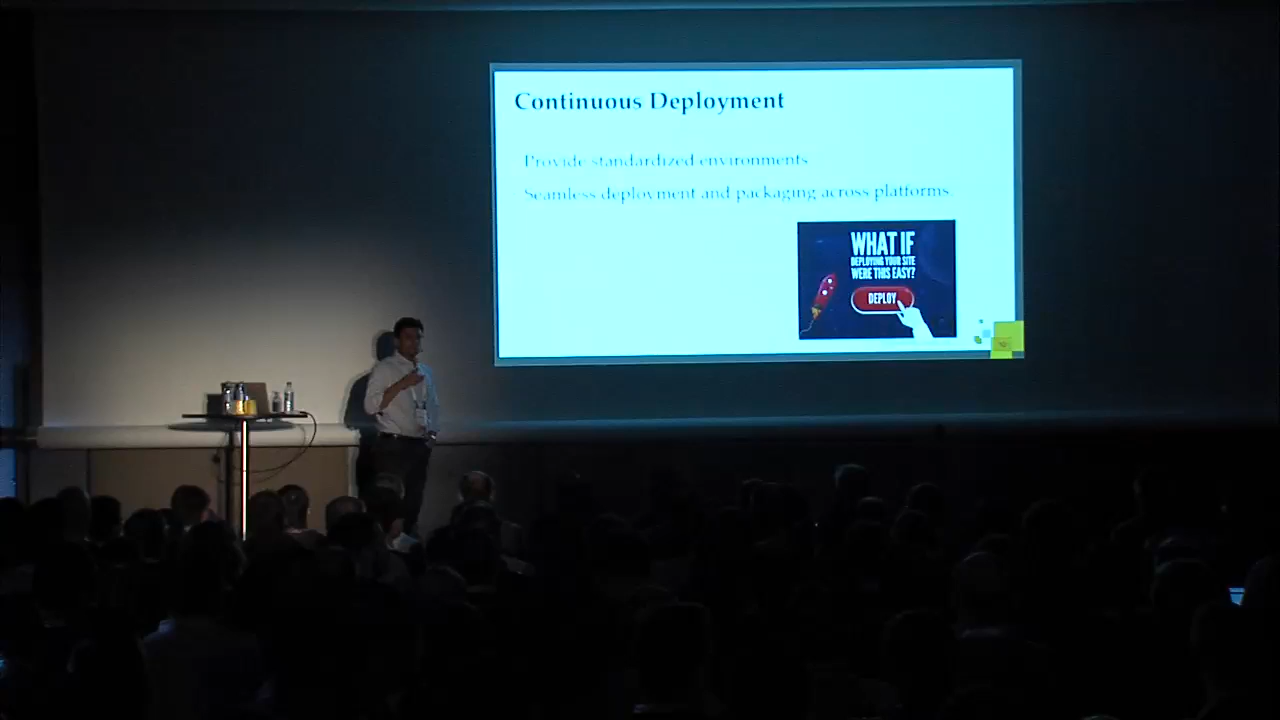 Continuous Deployment
Provide standardized environments.
Seamless deployment and packaging across platforms.
WHAT IF
DEPLOYING YOUR SITE
WERE THIS EASY?
DEPLOY